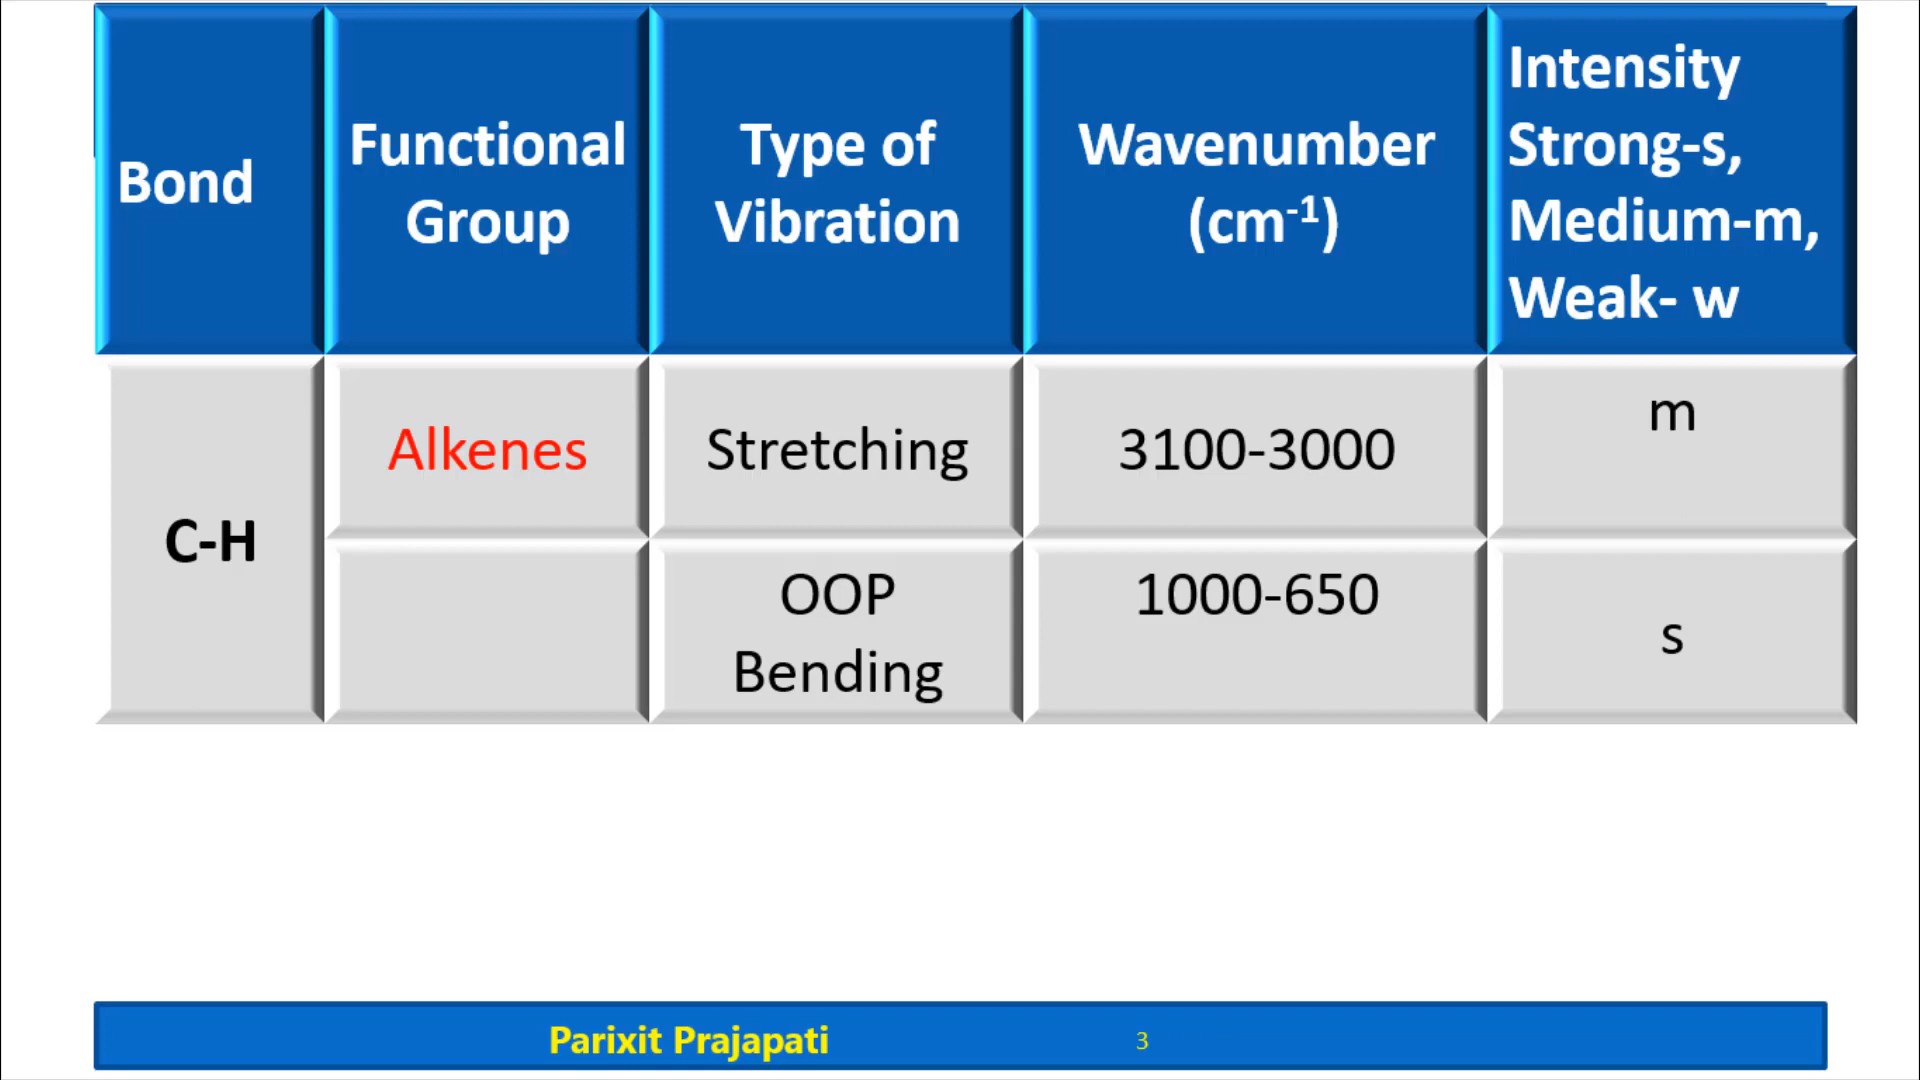 Bond
Functional
Group
Type of
Vibration
Wavenumber
(cm⁻¹)
Intensity
Strong-s,
Medium-m,
Weak- w
C-H
Alkenes
Stretching
3100-3000
m
OOP
Bending
1000-650
s
Parixit Prajapati
3